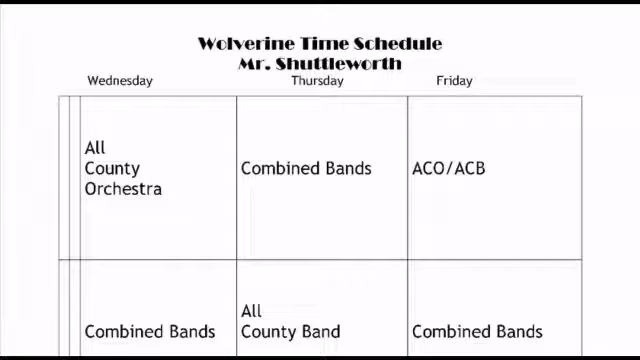 Wolverine Time Schedule
Mr. Shuttleworth
Wednesday Thursday Friday
All
County
Orchestra
Combined Bands
ACO/ACB
Combined Bands
All
County Band
Combined Bands